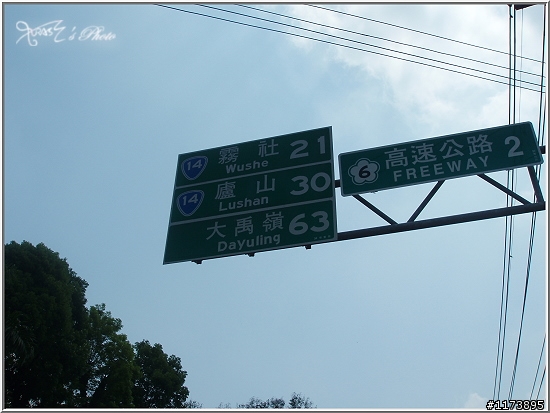 's Photo
14 霧社 21
Wushe
14 廬山 30
Lushan
大禹嶺 63
Dayuling
6 高速公路 2
FREEWAY
#1173895